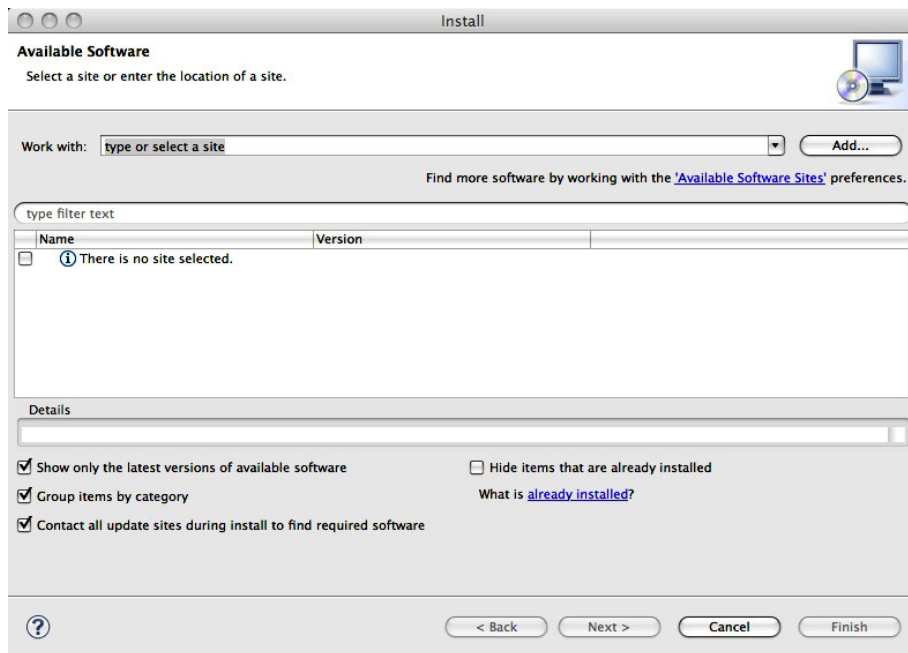 Install
Available Software
Select a site or enter the location of a site.
Work with: type or select a site Add...
Find more software by working with the 'Available Software Sites' preferences.
type filter text
Name Version
There is no site selected.
Details
Show only the latest versions of available software Hide items that are already installed
Group items by category What is already installed?
Contact all update sites during install to find required software
? < Back Next > Cancel Finish